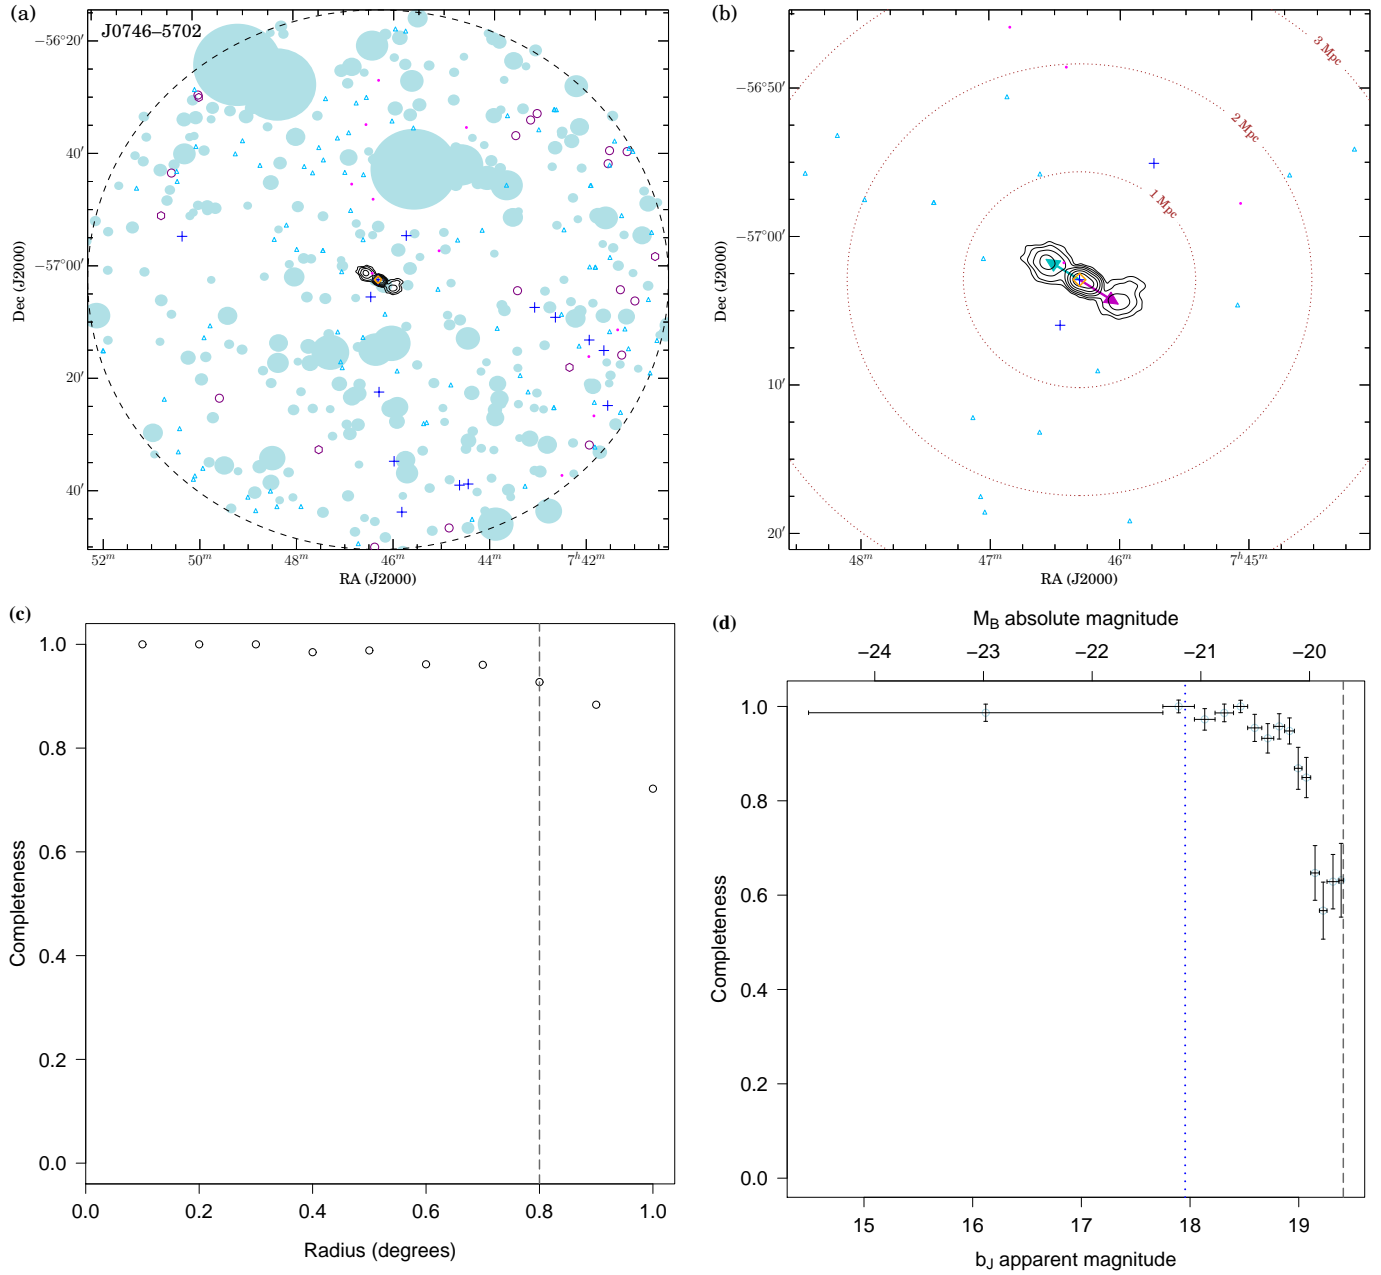 (a)
J0746–5702
−56°20′
40′
−57°00′
20′
40′
Dec (J2000)
52ᵐ
50ᵐ
48ᵐ
46ᵐ
44ᵐ
7ʰ42ᵐ
RA (J2000)
(b)
3 Mpc
2 Mpc
1 Mpc
−56°50′
−57°00′
10′
20′
Dec (J2000)
48ᵐ
47ᵐ
46ᵐ
7ʰ45ᵐ
RA (J2000)
(c)
1.0
0.8
0.6
0.4
0.2
0.0
Completeness
0.0 0.2 0.4 0.6 0.8 1.0
Radius (degrees)
(d)
M_B absolute magnitude
−24 −23 −22 −21 −20
1.0
0.8
0.6
0.4
0.2
0.0
Completeness
15 16 17 18 19
b_J apparent magnitude